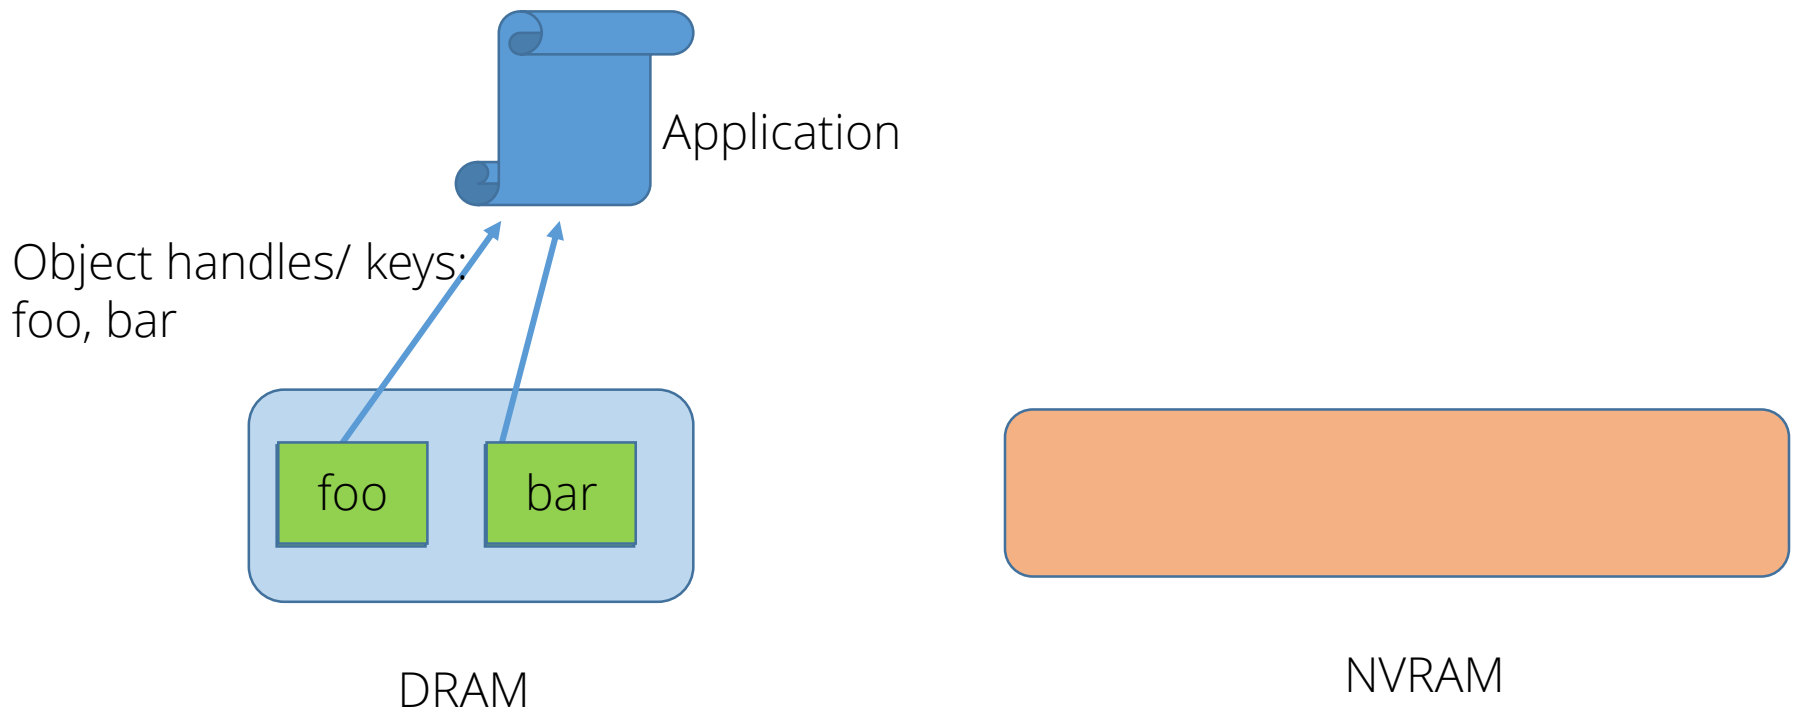 Application
Object handles/ keys:
foo, bar
foo
bar
DRAM
NVRAM